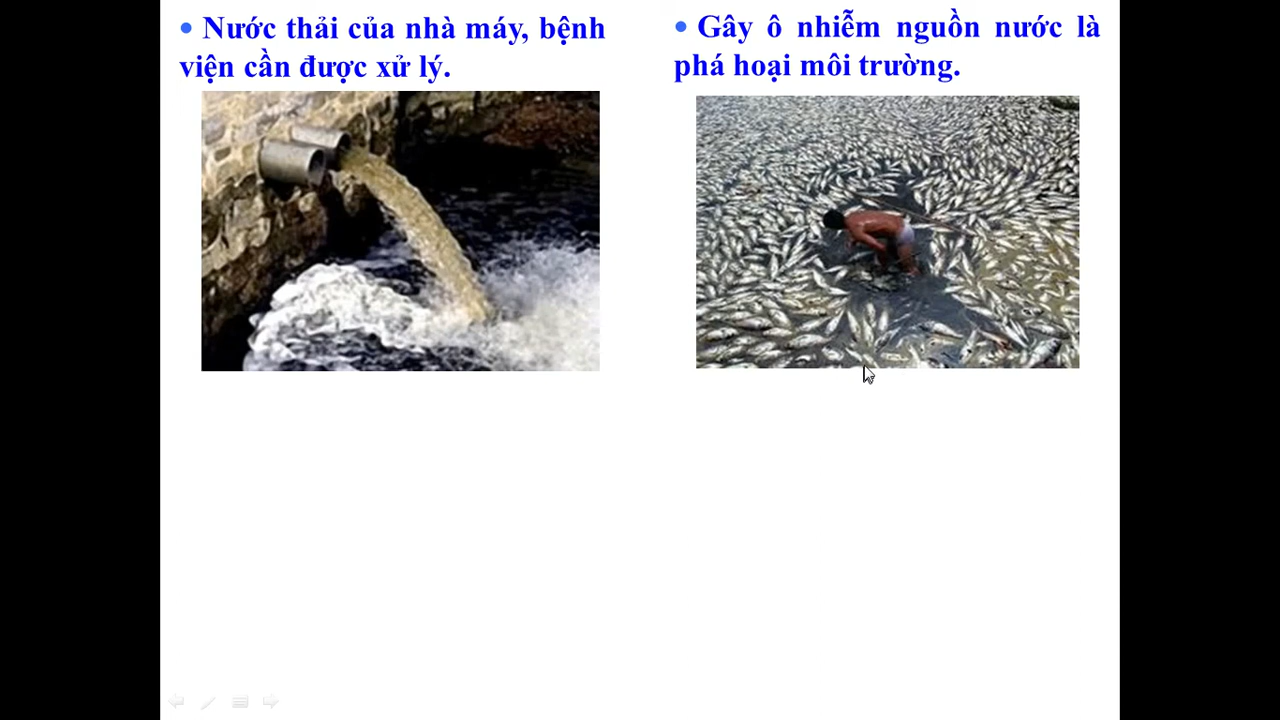 • Nước thải của nhà máy, bệnh
viện cần được xử lý.
• Gây ô nhiễm nguồn nước là
phá hoại môi trường.